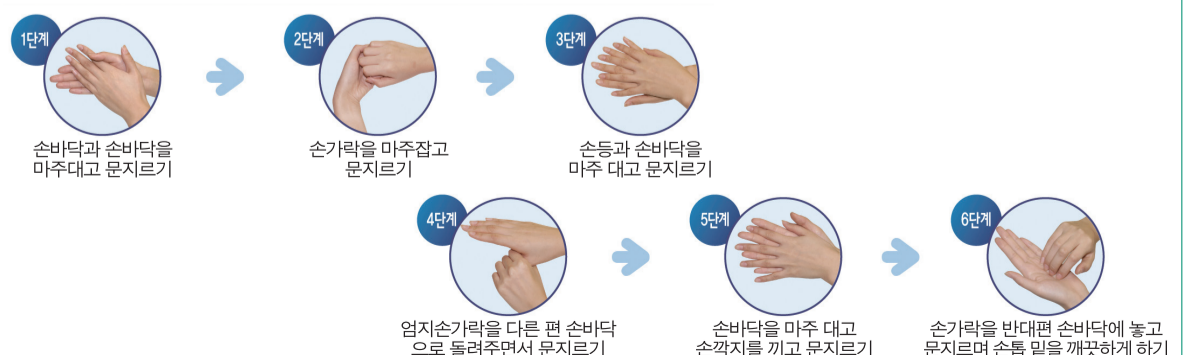 1단계
손바닥과 손바닥을
마주대고 문지르기
2단계
손가락을 마주잡고
문지르기
3단계
손등과 손바닥을
마주 대고 문지르기
4단계
엄지손가락을 다른 편 손바닥
으로 돌려주면서 문지르기
5단계
손바닥을 마주 대고
손깍지를 끼고 문지르기
6단계
손가락을 반대편 손바닥에 놓고
문지르며 손톱 밑을 깨끗하게 하기